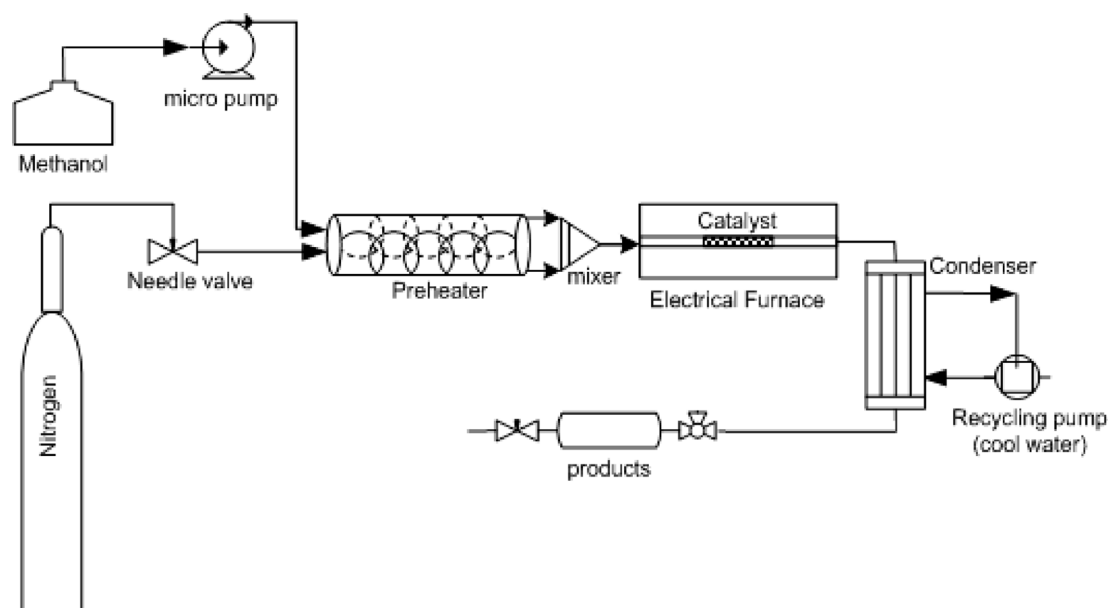 micro pump
Methanol
Nitrogen
Needle valve
Preheater
mixer
Catalyst
Electrical Furnace
Condenser
Recycling pump
(cool water)
products